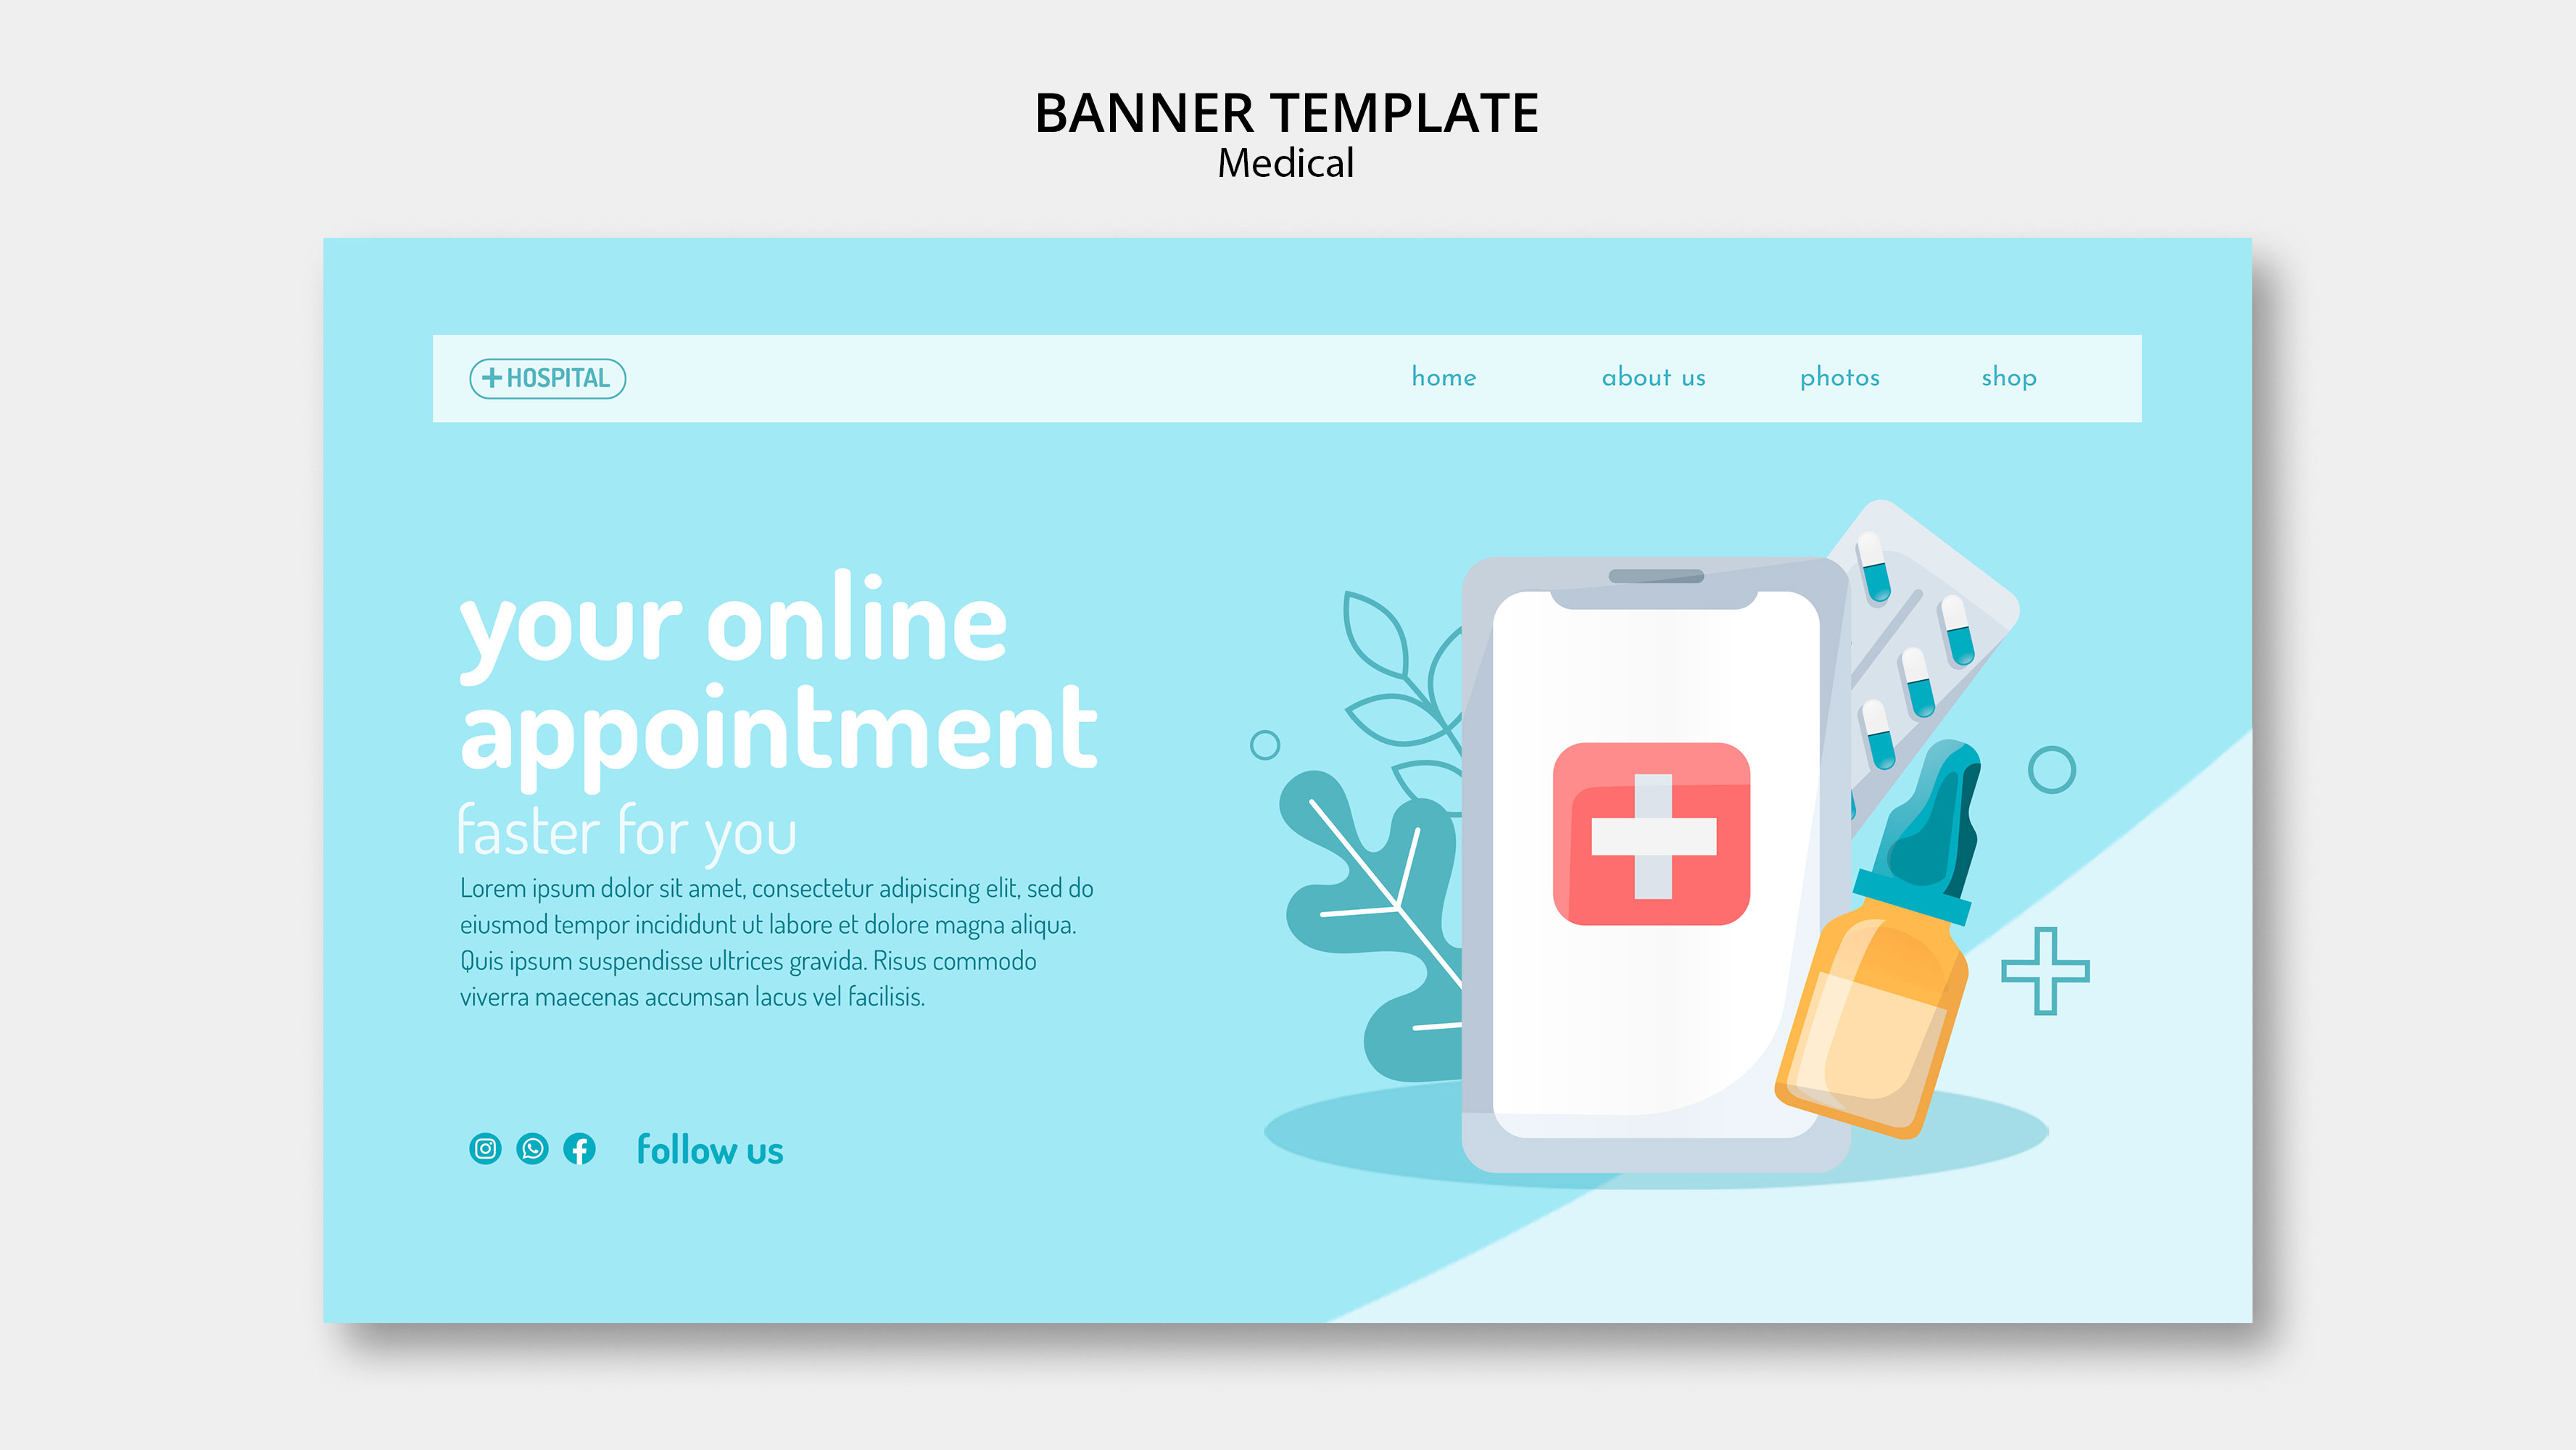 BANNER TEMPLATE
Medical
HOSPITAL
home about us photos shop
your online
appointment
faster for you
Lorem ipsum dolor sit amet, consectetur adipiscing elit, sed do
eiusmod tempor incididunt ut labore et dolore magna aliqua.
Quis ipsum suspendisse ultrices gravida. Risus commodo
viverra maecenas accumsan lacus vel facilisis.
follow us